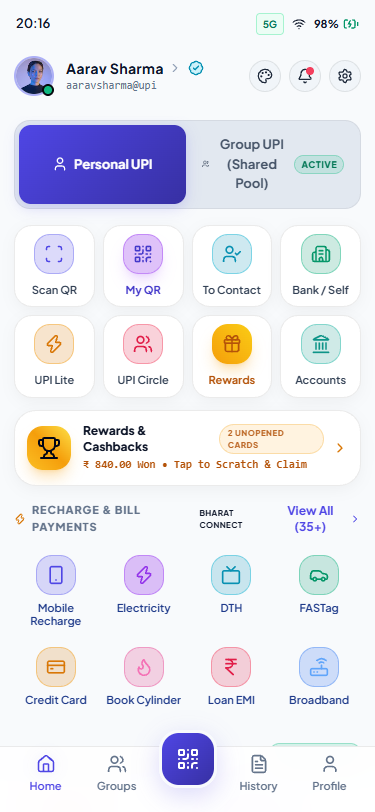 20:16
5G
98%
Aarav Sharma
aaravsharma@upi
Personal UPI
Group UPI
(Shared
Pool)
ACTIVE
Scan QR
My QR
To Contact
Bank / Self
UPI Lite
UPI Circle
Rewards
Accounts
Rewards &
Cashbacks
2 UNOPENED
CARDS
₹ 840.00 Won • Tap to Scratch & Claim
RECHARGE & BILL
PAYMENTS
BHARAT
CONNECT
View All
(35+)
Mobile
Recharge
Electricity
DTH
FASTag
Credit Card
Book Cylinder
Loan EMI
Broadband
Home
Groups
History
Profile